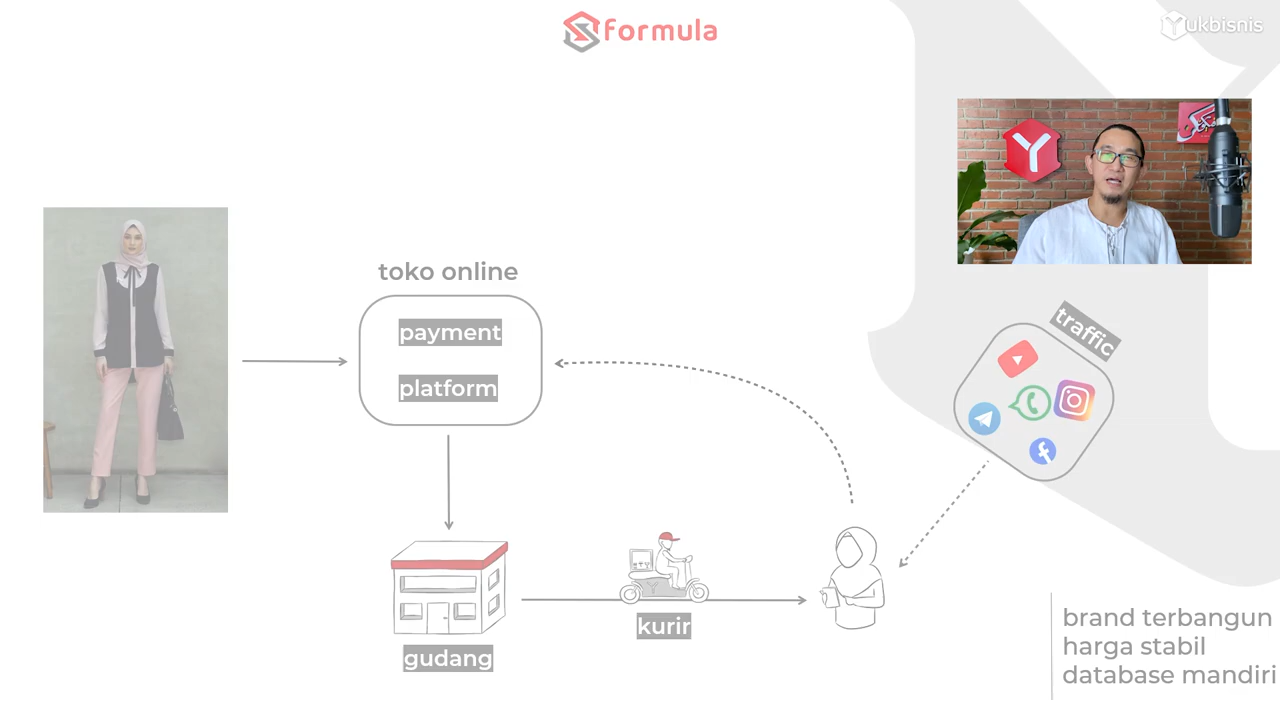 formula
Yukbisnis
toko online
payment
platform
traffic
kurir
gudang
brand terbangun
harga stabil
database mandiri